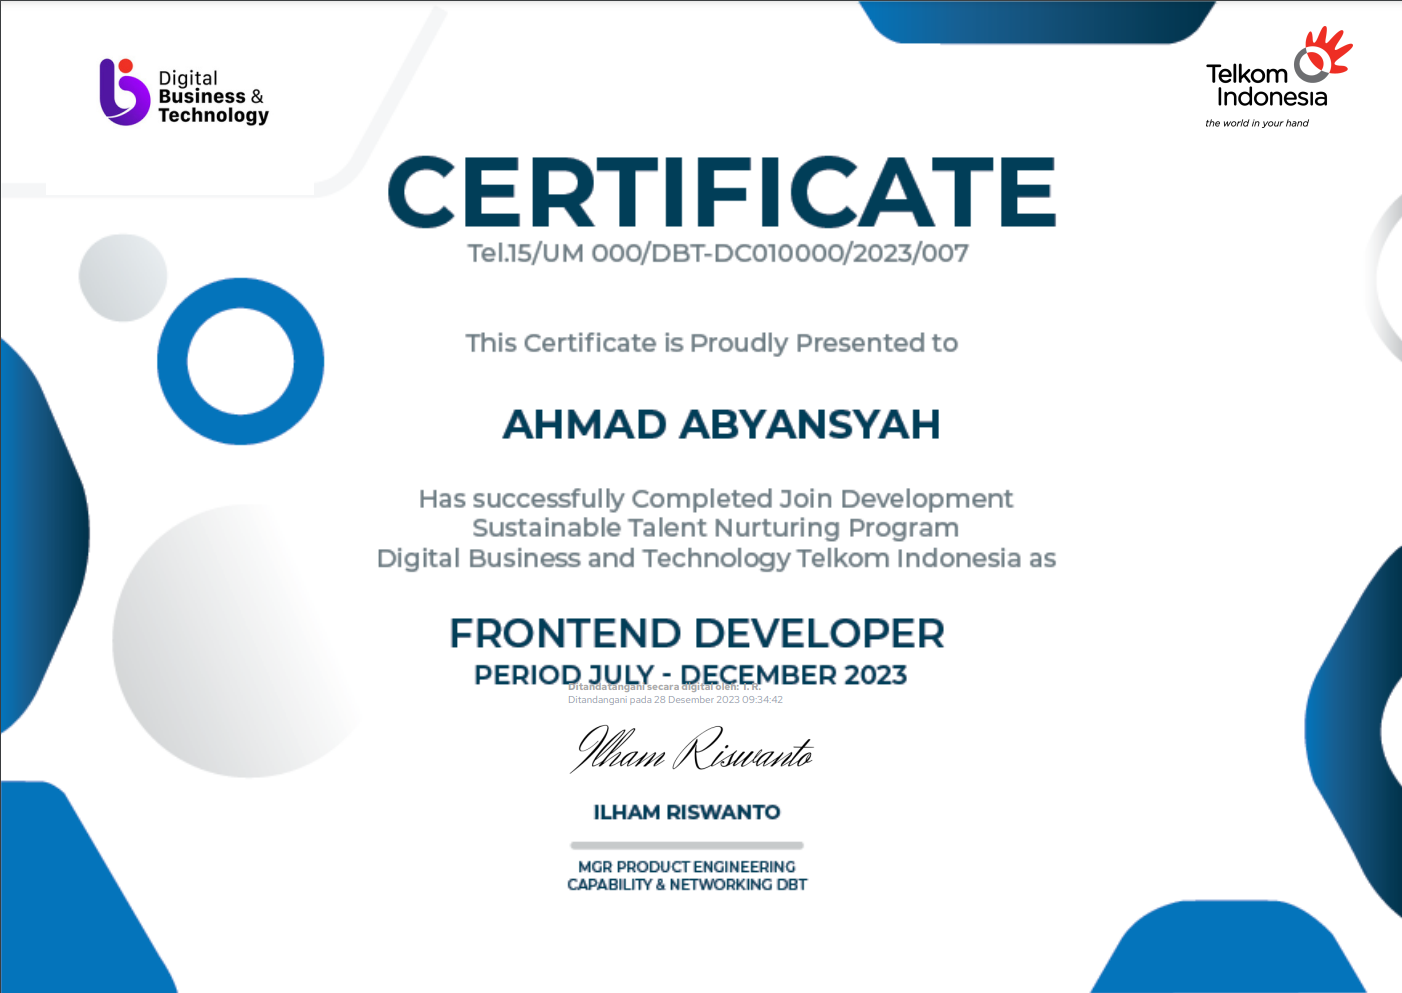 Digital
Business &
Technology
Telkom
Indonesia
the world in your hand
CERTIFICATE
Tel.15/UM 000/DBT-DC010000/2023/007
This Certificate is Proudly Presented to
AHMAD ABYANSYAH
Has successfully Completed Join Development
Sustainable Talent Nurturing Program
Digital Business and Technology Telkom Indonesia as
FRONTEND DEVELOPER
PERIOD JULY - DECEMBER 2023
Ditandatangani secara digital oleh: T. R.
Ditandangani pada 28 Desember 2023 09:34:42
Ilham Riswanto
ILHAM RISWANTO
MGR PRODUCT ENGINEERING
CAPABILITY & NETWORKING DBT